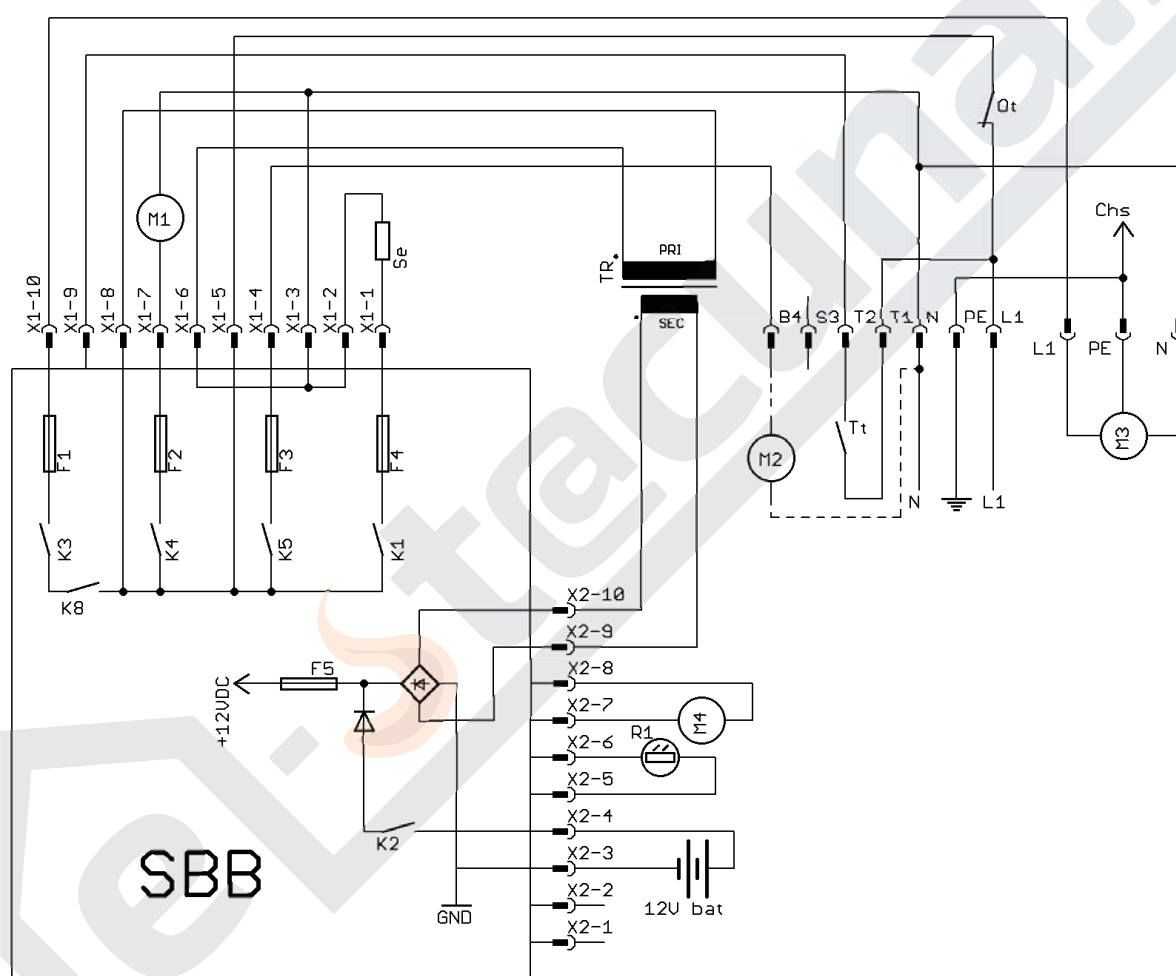 Ot
M1
Chs
PRI
TR
SEC
Se
X1-10
X1-9
X1-8
X1-7
X1-6
X1-5
X1-4
X1-3
X1-2
X1-1
B4
S3
T2
T1
N
PE
L1
L1
PE
N
F1
F2
F3
F4
Tt
M2
M3
N
L1
K3
K4
K5
K1
K8
X2-10
X2-9
X2-8
X2-7
X2-6
X2-5
X2-4
X2-3
X2-2
X2-1
F5
+12VDC
M4
R1
K2
SBB
GND
12V bat
e-stacuna.